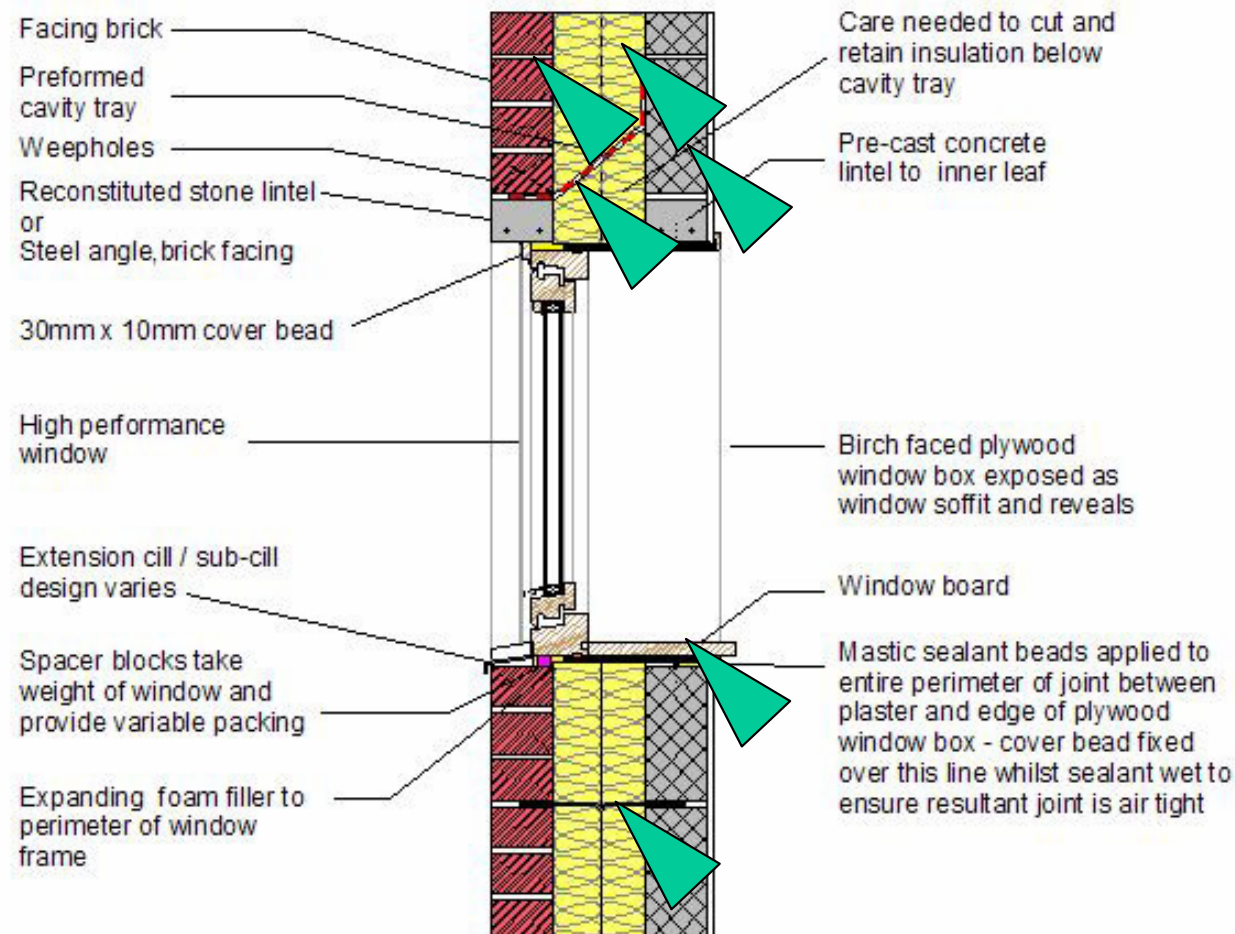 Facing brick
Preformed
cavity tray
Weepholes
Reconstituted stone lintel
or
Steel angle, brick facing
30mm x 10mm cover bead
High performance
window
Extension cill / sub-cill
design varies
Spacer blocks take
weight of window and
provide variable packing
Expanding foam filler to
perimeter of window
frame
Care needed to cut and
retain insulation below
cavity tray
Pre-cast concrete
lintel to inner leaf
Birch faced plywood
window box exposed as
window soffit and reveals
Window board
Mastic sealant beads applied to
entire perimeter of joint between
plaster and edge of plywood
window box - cover bead fixed
over this line whilst sealant wet to
ensure resultant joint is air tight